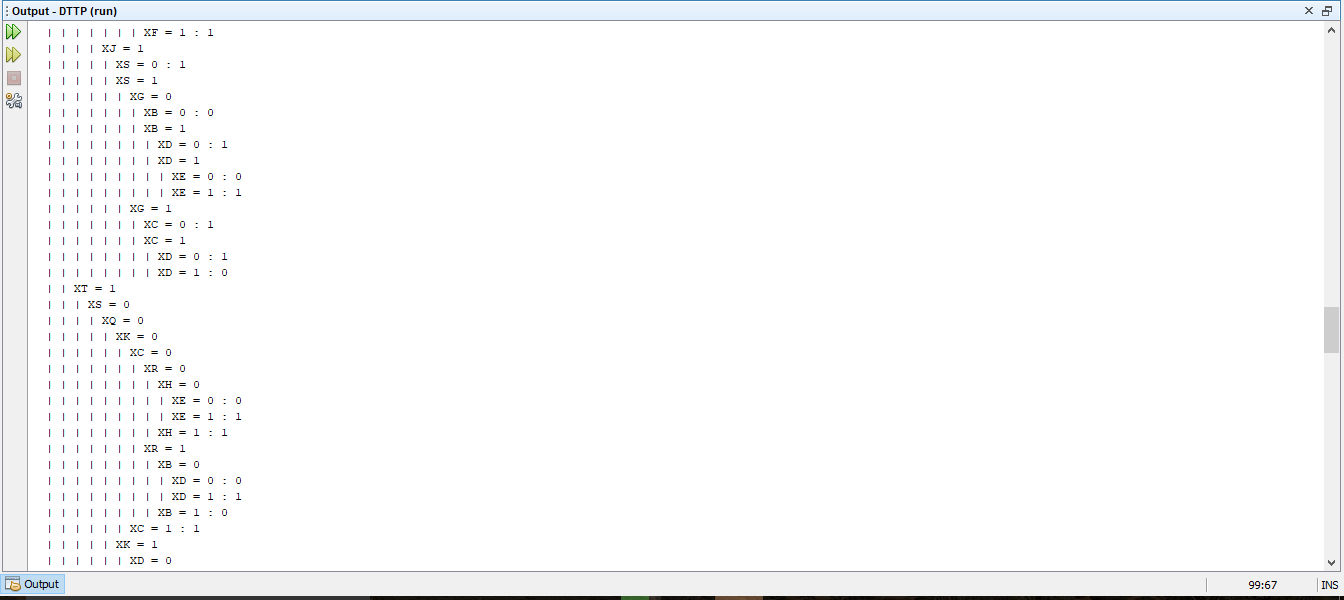 Output - DTTP (run)
| | | | | | | XF = 1 : 1
| | | | XJ = 1
| | | | | XS = 0 : 1
| | | | | XS = 1
| | | | | | XG = 0
| | | | | | | XB = 0 : 0
| | | | | | | XB = 1
| | | | | | | | XD = 0 : 1
| | | | | | | | XD = 1
| | | | | | | | | XE = 0 : 0
| | | | | | | | | XE = 1 : 1
| | | | | | XG = 1
| | | | | | | XC = 0 : 1
| | | | | | | XC = 1
| | | | | | | | XD = 0 : 1
| | | | | | | | XD = 1 : 0
| | XT = 1
| | | XS = 0
| | | | XQ = 0
| | | | | XK = 0
| | | | | | XC = 0
| | | | | | | XR = 0
| | | | | | | | XH = 0
| | | | | | | | | XE = 0 : 0
| | | | | | | | | XE = 1 : 1
| | | | | | | | XH = 1 : 1
| | | | | | | XR = 1
| | | | | | | | XB = 0
| | | | | | | | | XD = 0 : 0
| | | | | | | | | XD = 1 : 1
| | | | | | | | XB = 1 : 0
| | | | | | XC = 1 : 1
| | | | | XK = 1
| | | | | | XD = 0
Output
99:67
INS